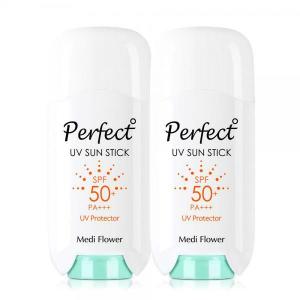 Perfect
UV SUN STICK
SPF
50+
PA+++
UV Protector
Medi Flower
Perfect
UV SUN STICK
SPF
50+
PA+++
UV Protector
Medi Flower